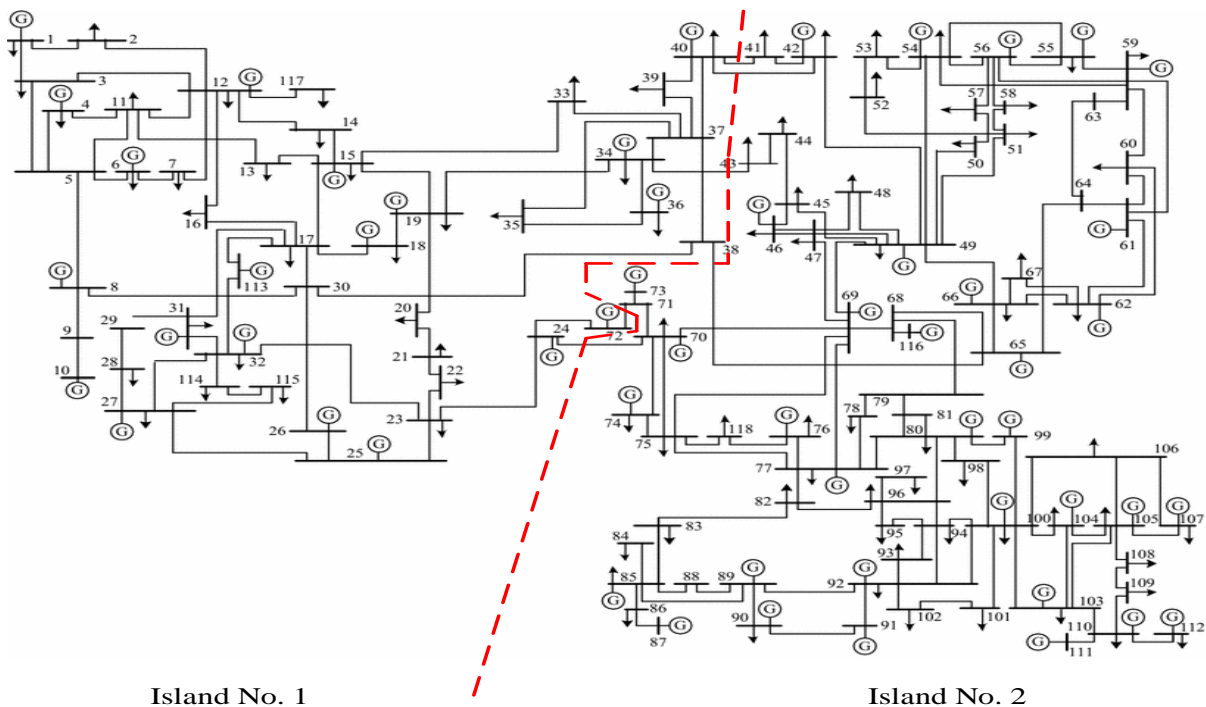 G G G G G G
1 2 40 41 42 53 54 56 55 59
G
3 12 117 39
G G
4 11 33 52 57 58 63
14 37 44
G G
5 6 7 13 15 34 43 50 51 60
G G
16 19 36 35 45 48 64
G G G
17 18 38 46 47 49 61
G G G G
8 113 30 73 67 66 62
31 20 71 69 68
G G G G G
29 24 72 70 116 65
G G G
9 32 21
28 22
10 114 115 74 79
G G G G G
27 23 75 118 76 78 81 80 99
G G
26 25 77 97 98 106
G
82 96
G G G G
83 95 94 100 104 105 107
84 93 108
G G
85 88 89 92 109
G G G G G G
86 87 90 91 102 101 103 110 112
G G G
111
Island No. 1
Island No. 2